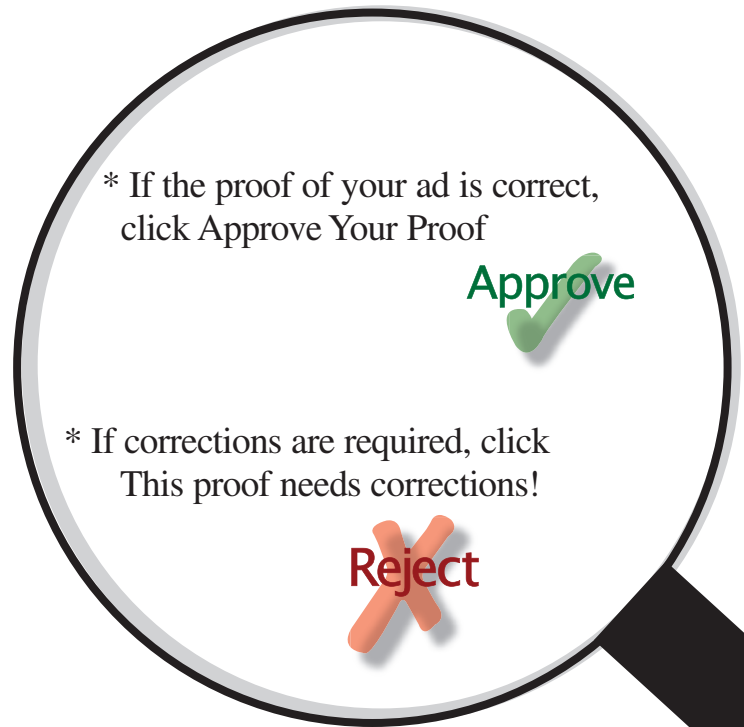 * If the proof of your ad is correct,
click Approve Your Proof
Approve
* If corrections are required, click
This proof needs corrections!
Reject